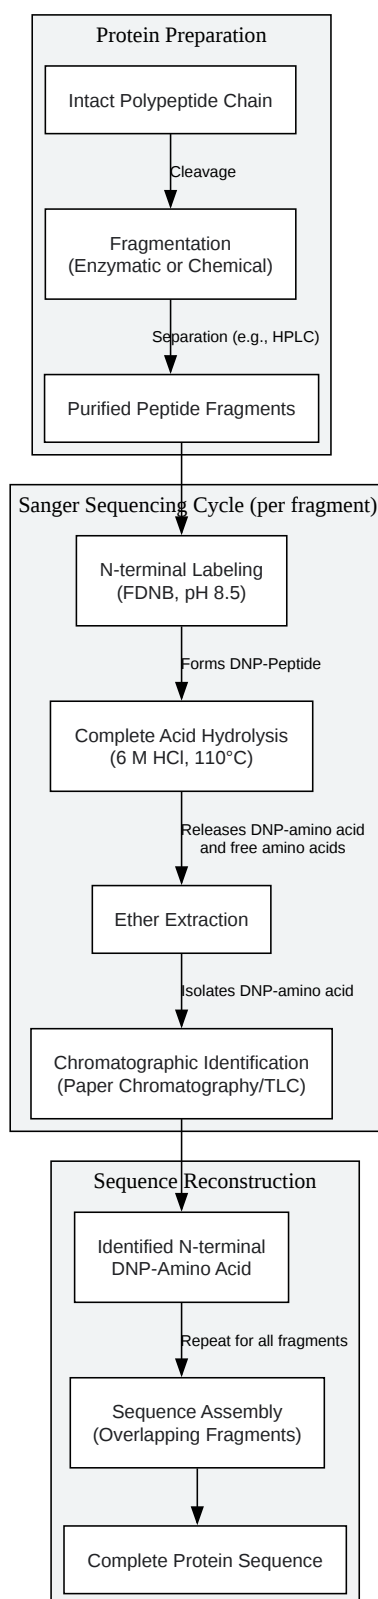 Protein Preparation
Intact Polypeptide Chain
Cleavage
Fragmentation
(Enzymatic or Chemical)
Separation (e.g., HPLC)
Purified Peptide Fragments
Sanger Sequencing Cycle (per fragment)
N-terminal Labeling
(FDNB, pH 8.5)
Forms DNP-Peptide
Complete Acid Hydrolysis
(6 M HCl, 110°C)
Releases DNP-amino acid
and free amino acids
Ether Extraction
Isolates DNP-amino acid
Chromatographic Identification
(Paper Chromatography/TLC)
Sequence Reconstruction
Identified N-terminal
DNP-Amino Acid
Repeat for all fragments
Sequence Assembly
(Overlapping Fragments)
Complete Protein Sequence